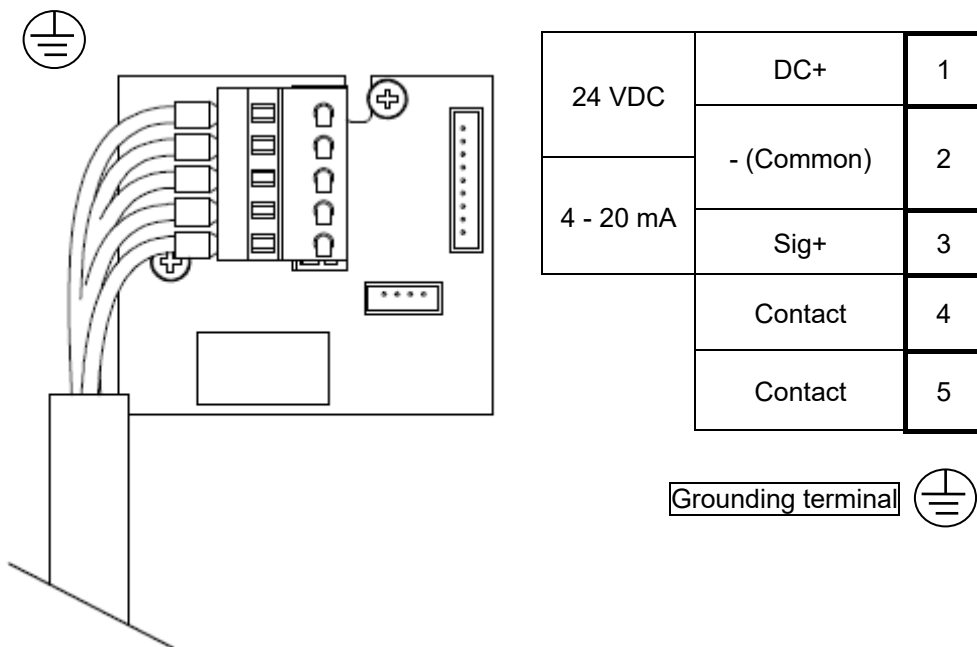 24 VDC
DC+
1
- (Common)
2
4 - 20 mA
Sig+
3
Contact
4
Contact
5
Grounding terminal